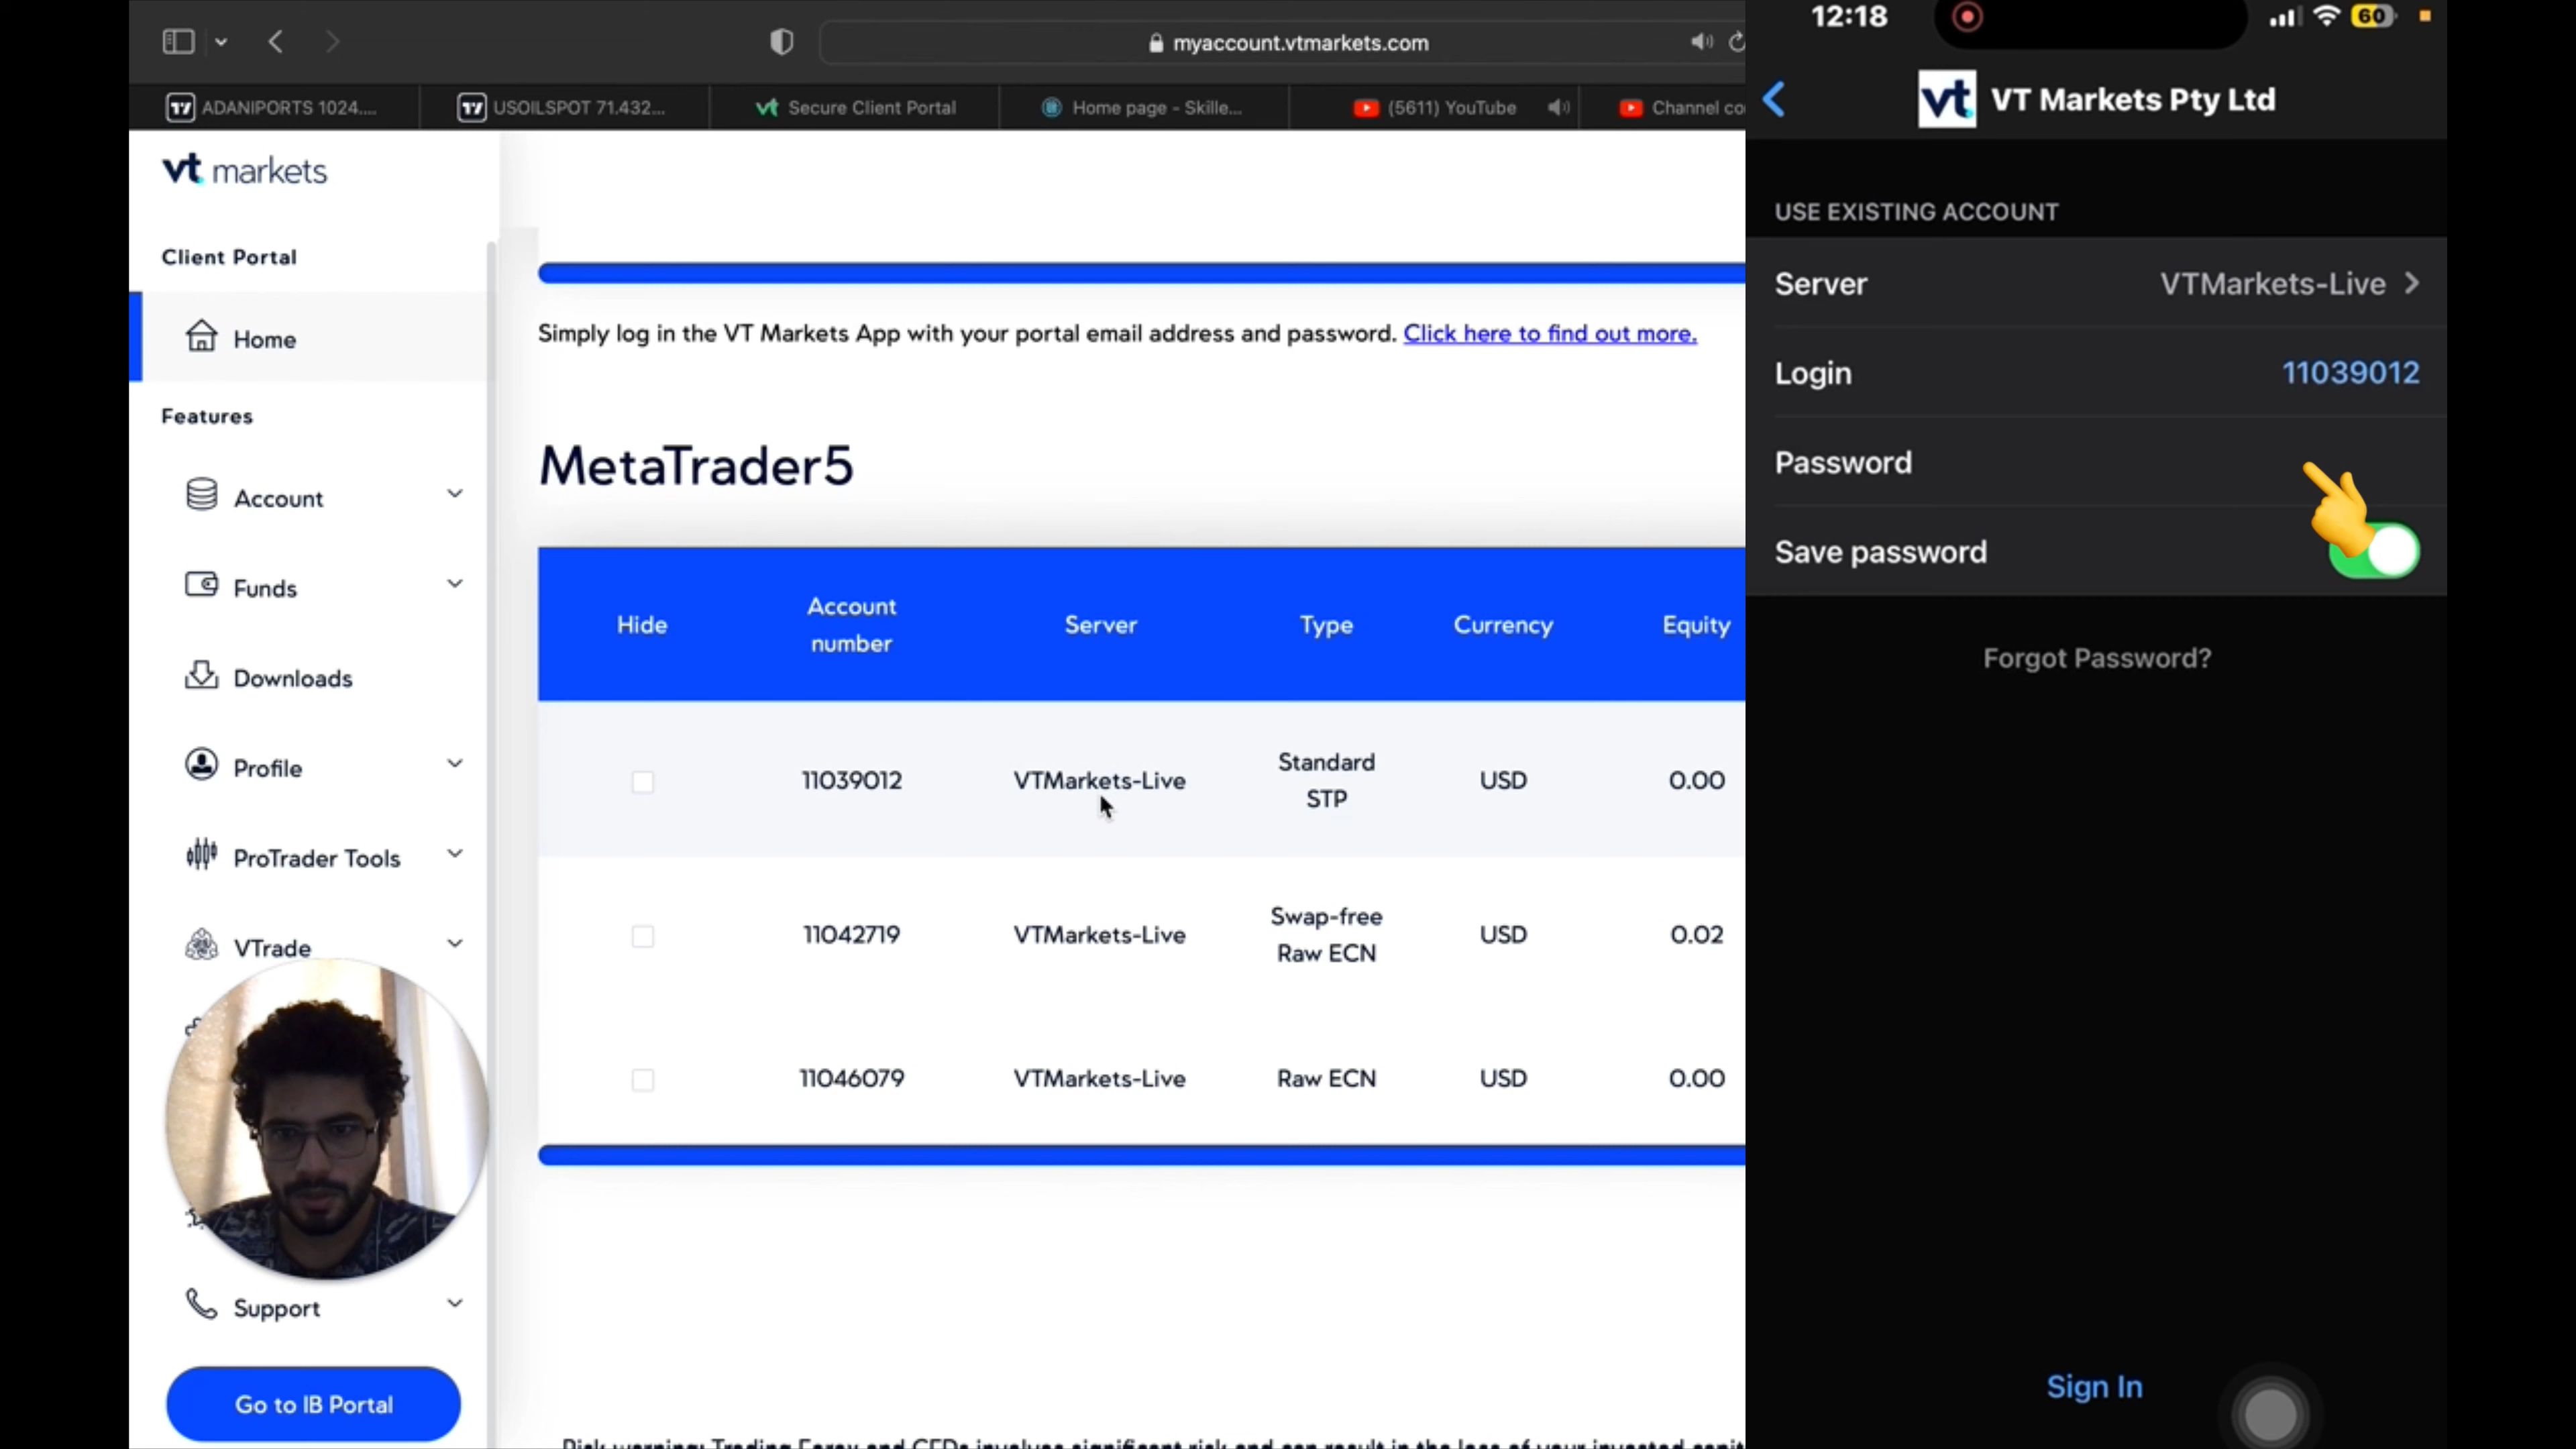 myaccount.vtmarkets.com
ADANIPORTS 1024....
USOILSPOT 71.432...
Secure Client Portal
Home page - Skille...
(5611) YouTube
Channel co
vt markets
Client Portal
Home
Features
Account
Funds
Downloads
Profile
ProTrader Tools
VTrade
Support
Go to IB Portal
Simply log in the VT Markets App with your portal email address and password. Click here to find out more.
MetaTrader5
Hide Account number Server Type Currency Equity
11039012 VTMarkets-Live Standard STP USD 0.00
11042719 VTMarkets-Live Swap-free Raw ECN USD 0.02
11046079 VTMarkets-Live Raw ECN USD 0.00
12:18
60
vt VT Markets Pty Ltd
USE EXISTING ACCOUNT
Server VTMarkets-Live
Login 11039012
Password
Save password
Forgot Password?
Sign In